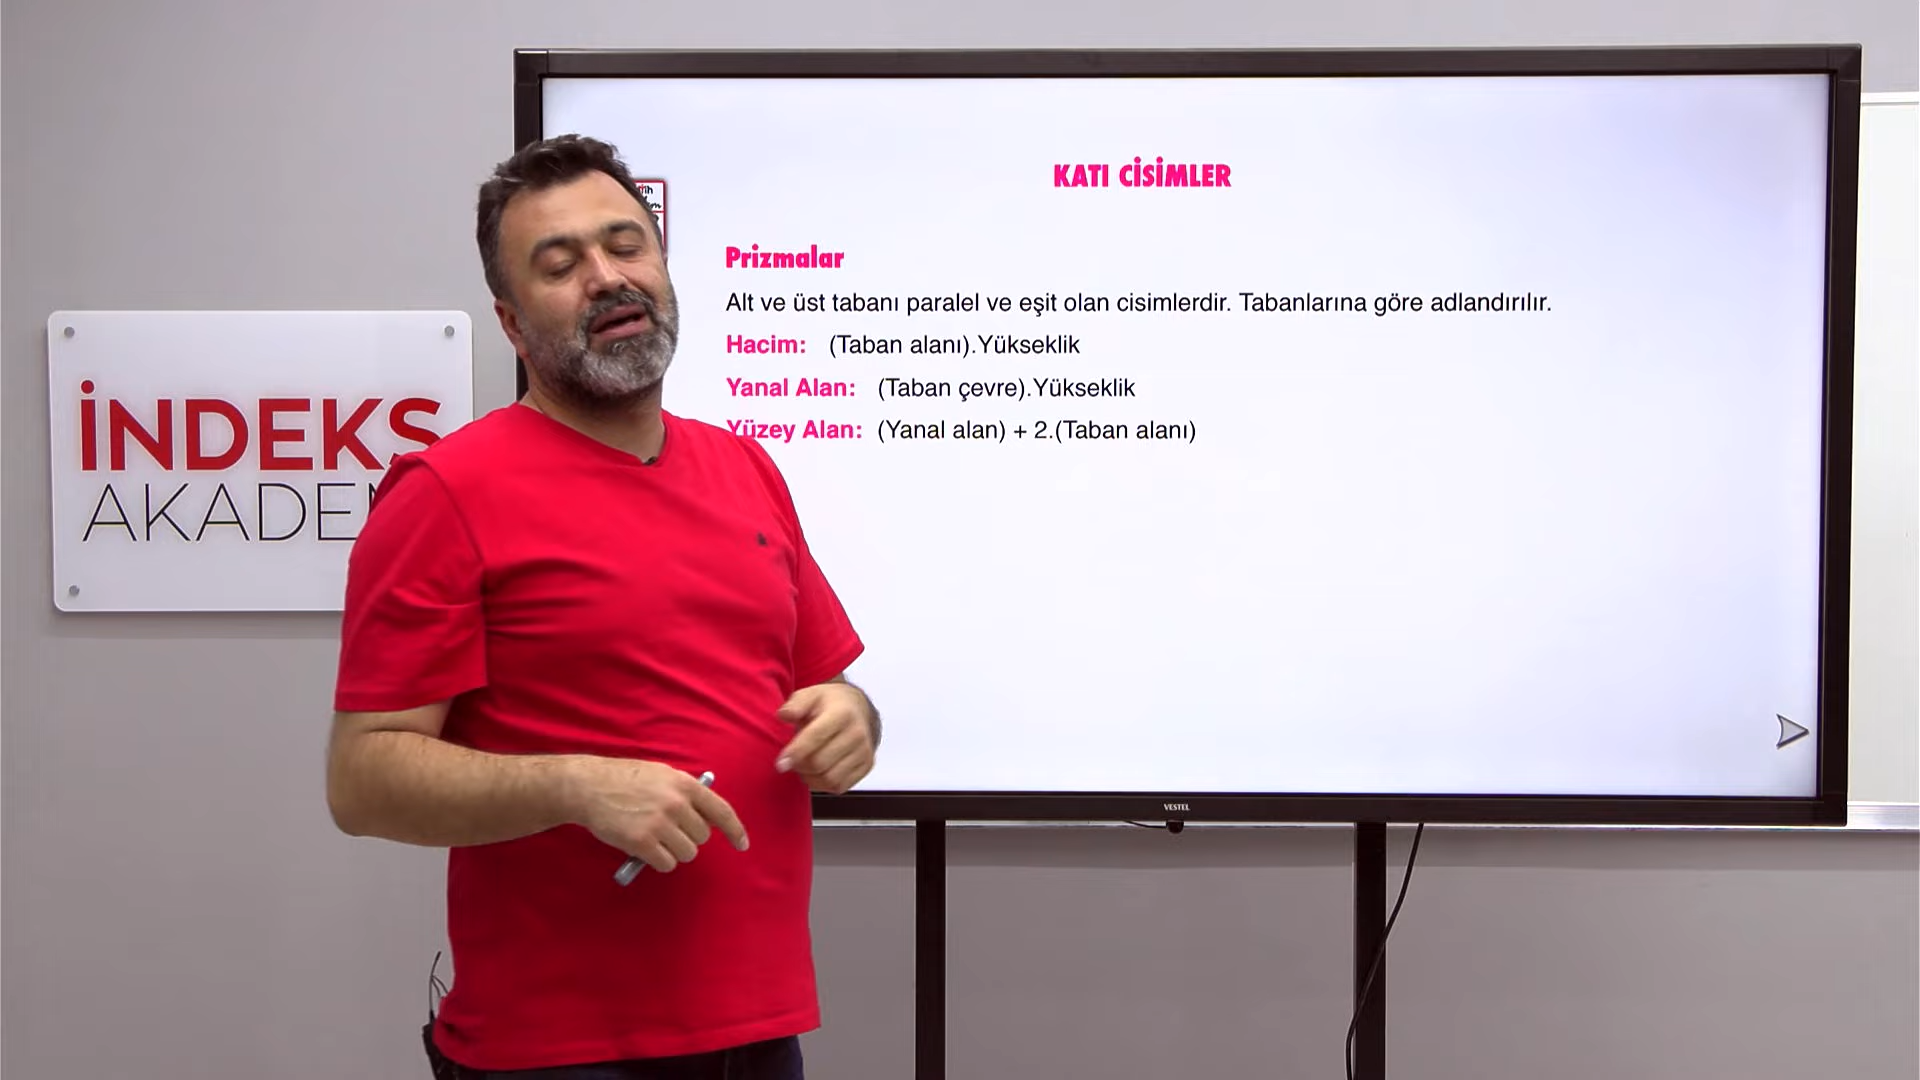 KATI CİSİMLER
Prizmalar
Alt ve üst tabanı paralel ve eşit olan cisimlerdir. Tabanlarına göre adlandırılır.
Hacim: (Taban alanı).Yükseklik
Yanal Alan: (Taban çevre).Yükseklik
Yüzey Alan: (Yanal alan) + 2.(Taban alanı)
İNDEKS
AKADE
VESTEL